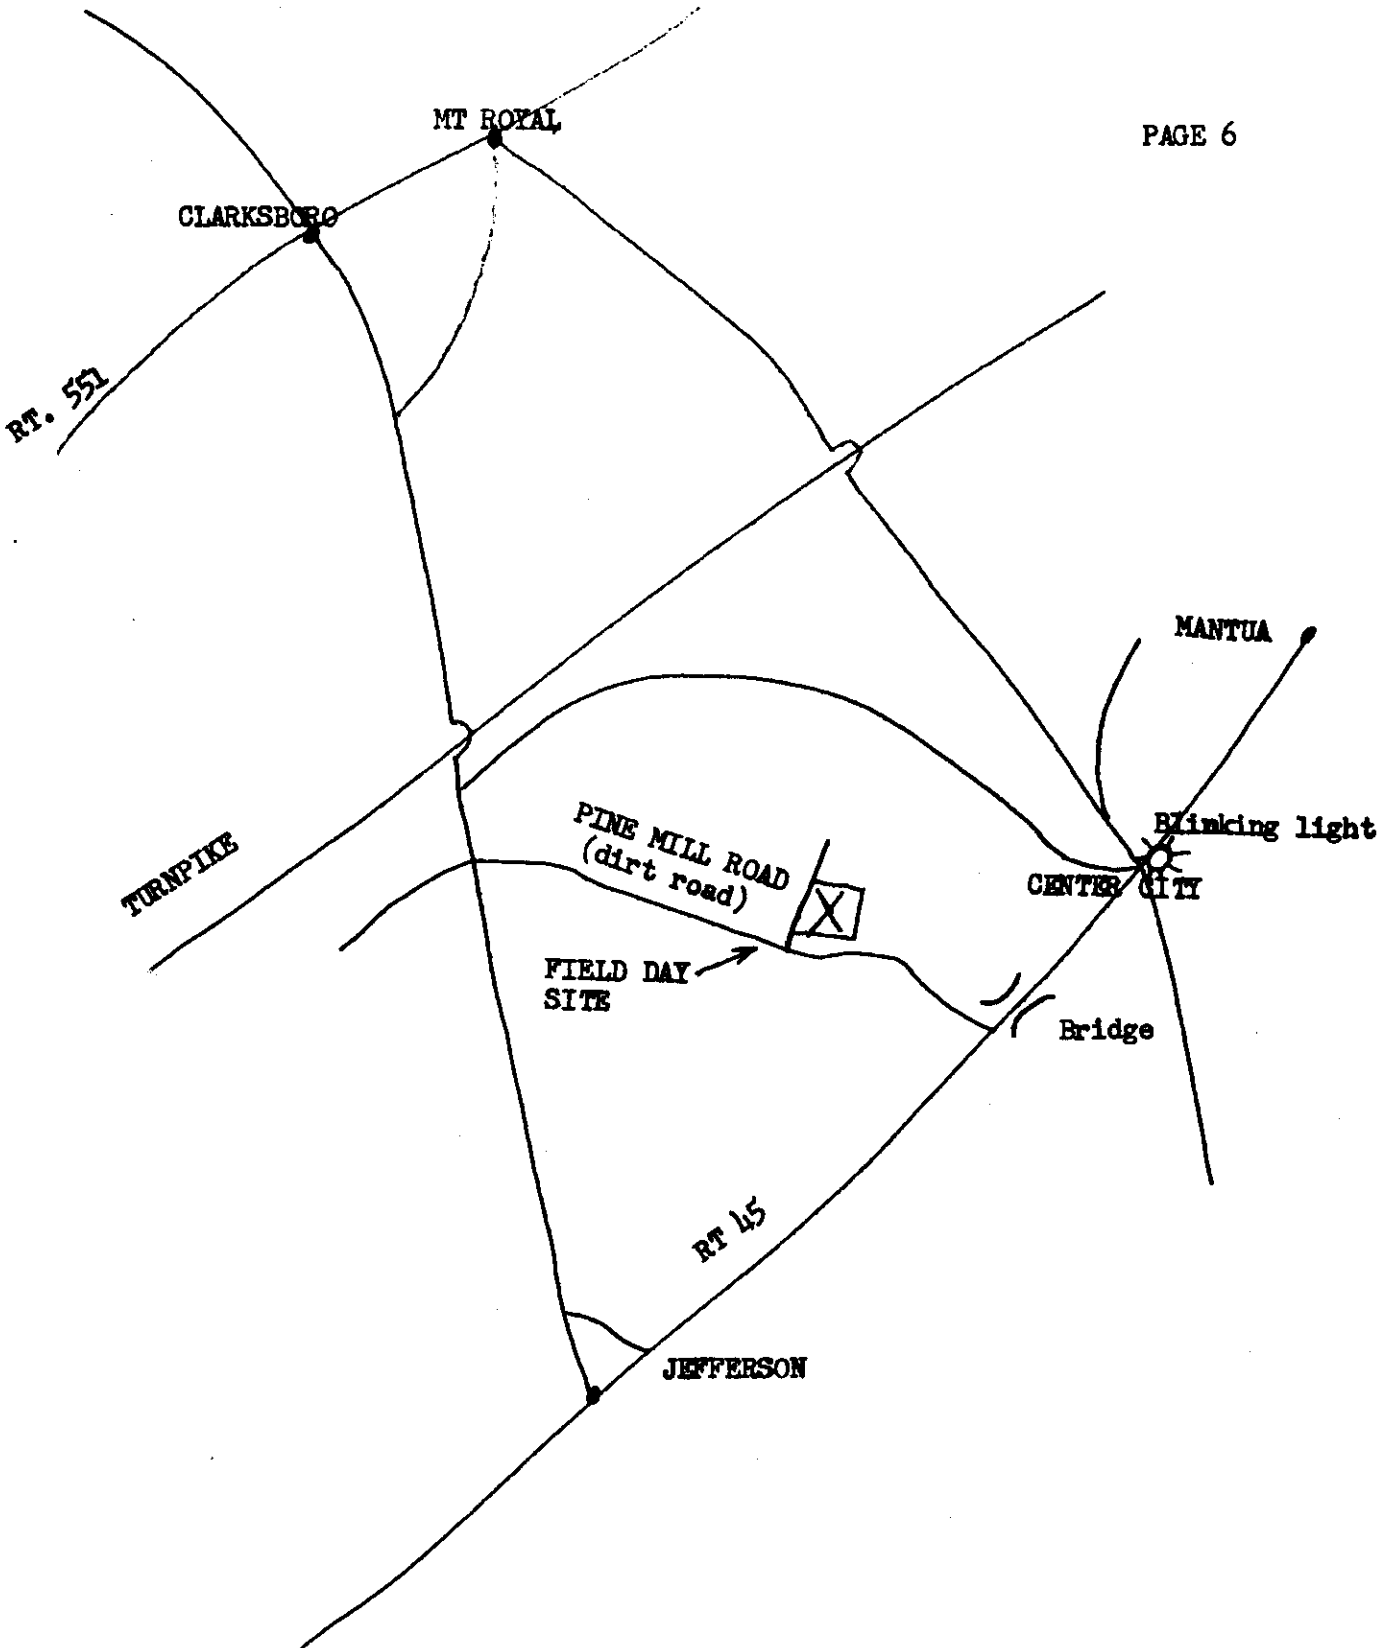 MT ROYAL
PAGE 6
CLARKSBORO
RT. 551
MANTUA
Blinking light
PINE MILL ROAD
(dirt road)
TURNPIKE
CENTER CITY
FIELD DAY
SITE
Bridge
RT 45
JEFFERSON